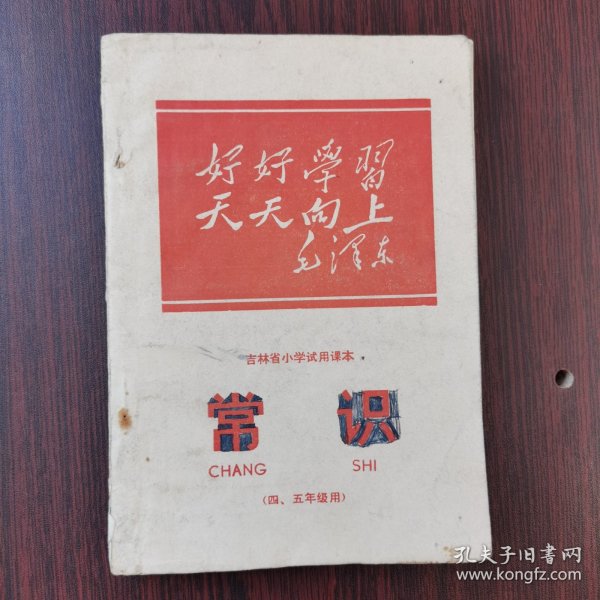 好好學習
天天向上
毛澤东
吉林省小学试用课本
常识
CHANG SHI
(四、五年级用)
孔夫子旧书网
www.kongfz.com